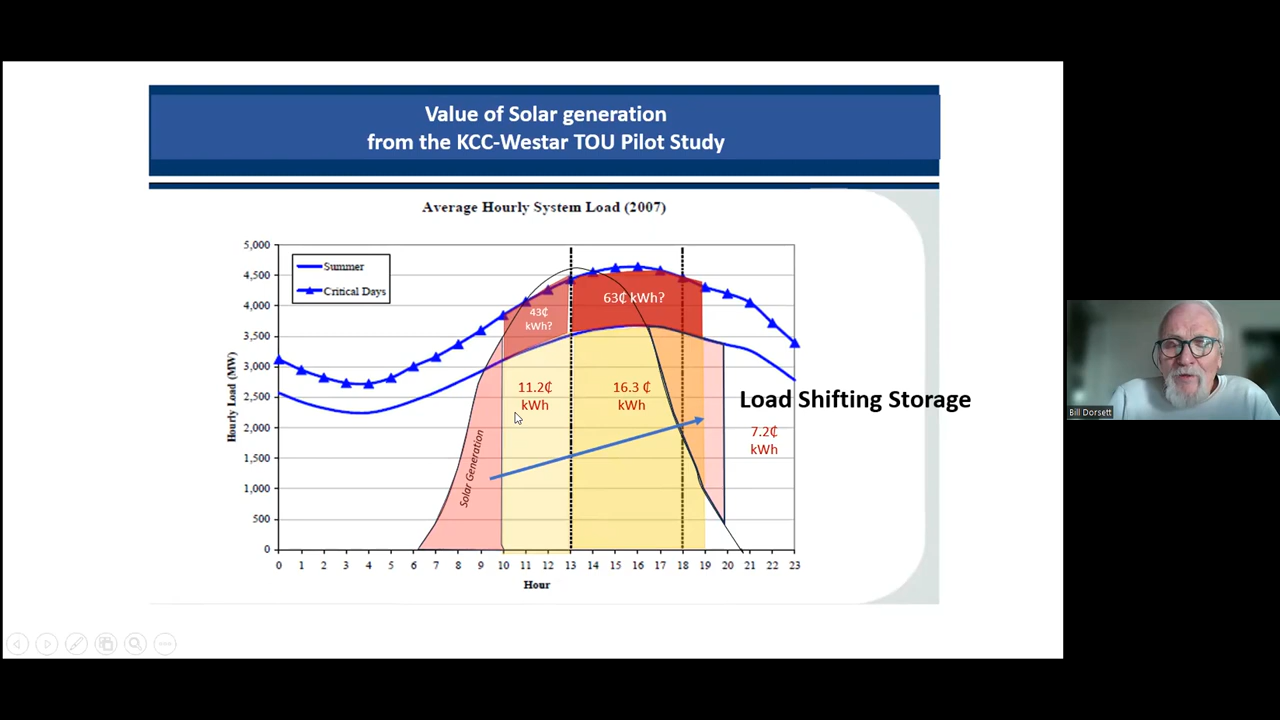 Value of Solar generation
from the KCC-Westar TOU Pilot Study
Average Hourly System Load (2007)
Summer
Critical Days
Hourly Load (MW)
5,000
4,500
4,000
3,500
3,000
2,500
2,000
1,500
1,000
500
0
43¢
kWh?
63¢ kWh?
11.2¢
kWh
16.3 ¢
kWh
Solar Generation
Load Shifting Storage
7.2¢
kWh
0 1 2 3 4 5 6 7 8 9 10 11 12 13 14 15 16 17 18 19 20 21 22 23
Hour
Bill Dorsett